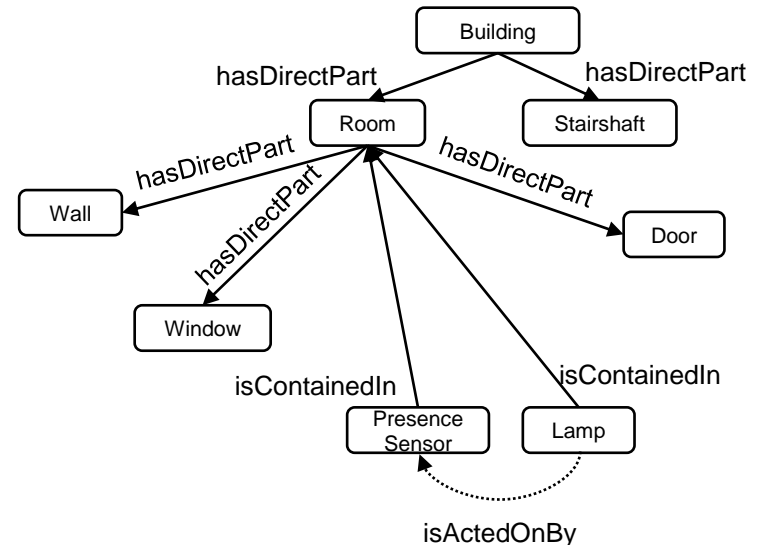 Building
hasDirectPart
hasDirectPart
Room
Stairshaft
hasDirectPart
hasDirectPart
hasDirectPart
Wall
Door
Window
isContainedIn
isContainedIn
Presence
Sensor
Lamp
isActedOnBy